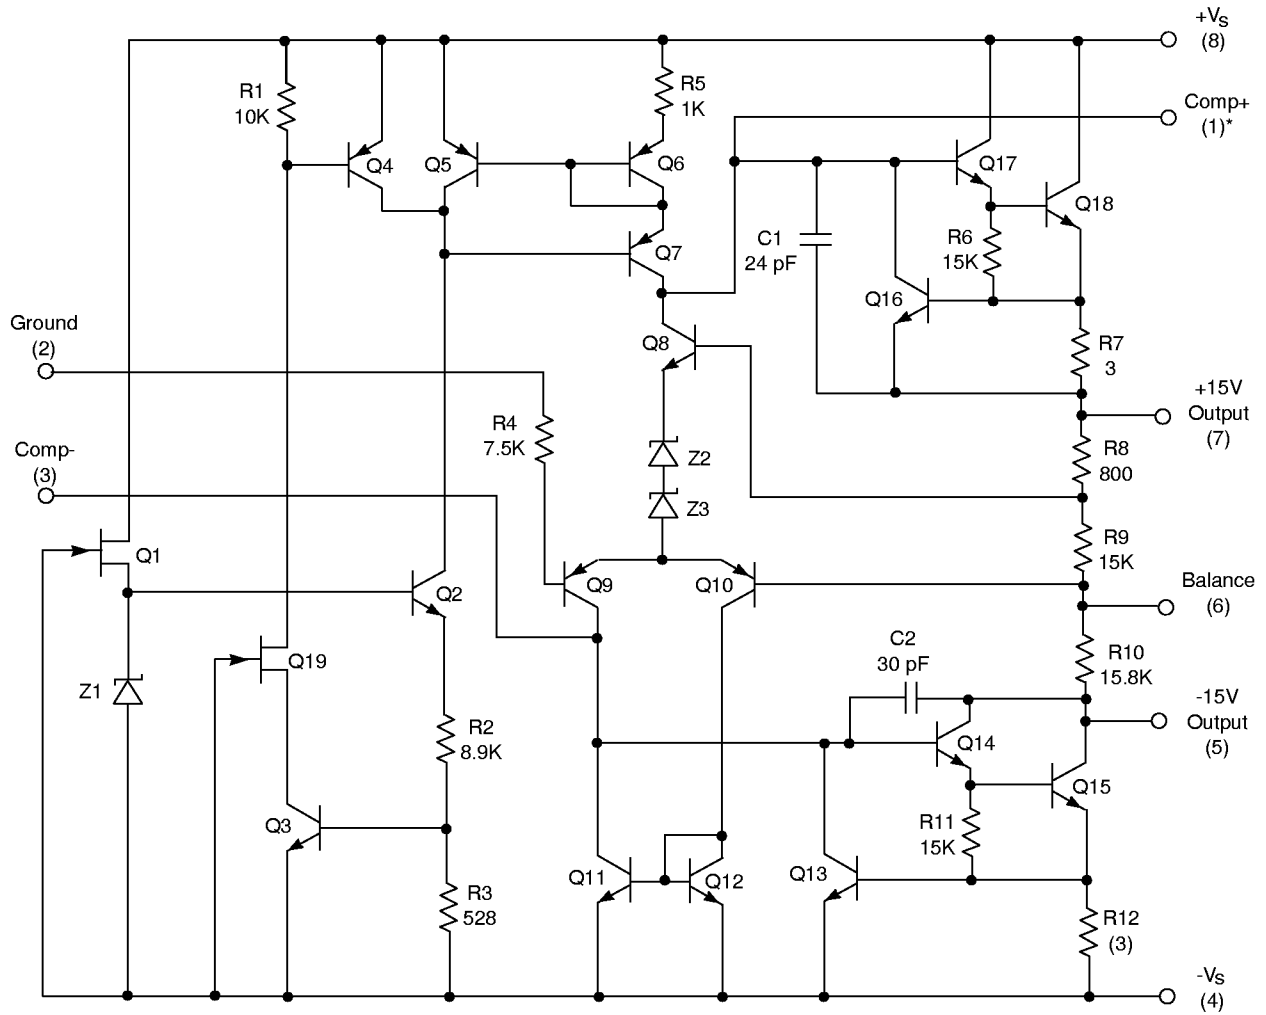 +VS
(8)
R1
10K
R5
1K
Comp+
(1)*
Q4
Q5
Q6
Q17
Q18
C1
24 pF
R6
15K
Q7
Q16
Ground
(2)
Q8
R7
3
+15V
Output
(7)
R4
7.5K
Comp-
(3)
Z2
R8
800
Z3
Q1
R9
15K
Q2
Q9
Q10
Balance
(6)
Q19
C2
30 pF
R10
15.8K
Z1
-15V
Output
(5)
R2
8.9K
Q14
Q15
Q3
R11
15K
Q11
Q12
Q13
R3
528
R12
(3)
-VS
(4)